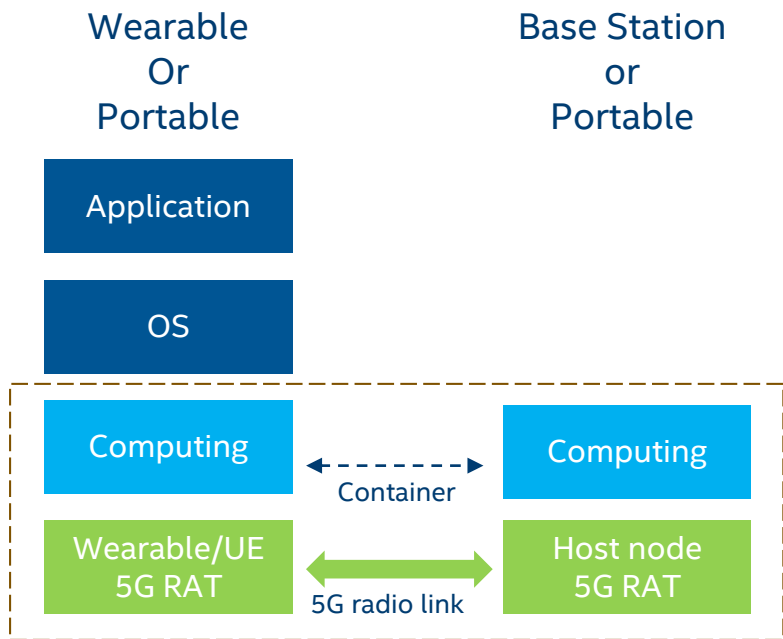 Wearable
Or
Portable
Base Station
or
Portable
Application
OS
Computing
Container
Computing
Wearable/UE
5G RAT
5G radio link
Host node
5G RAT